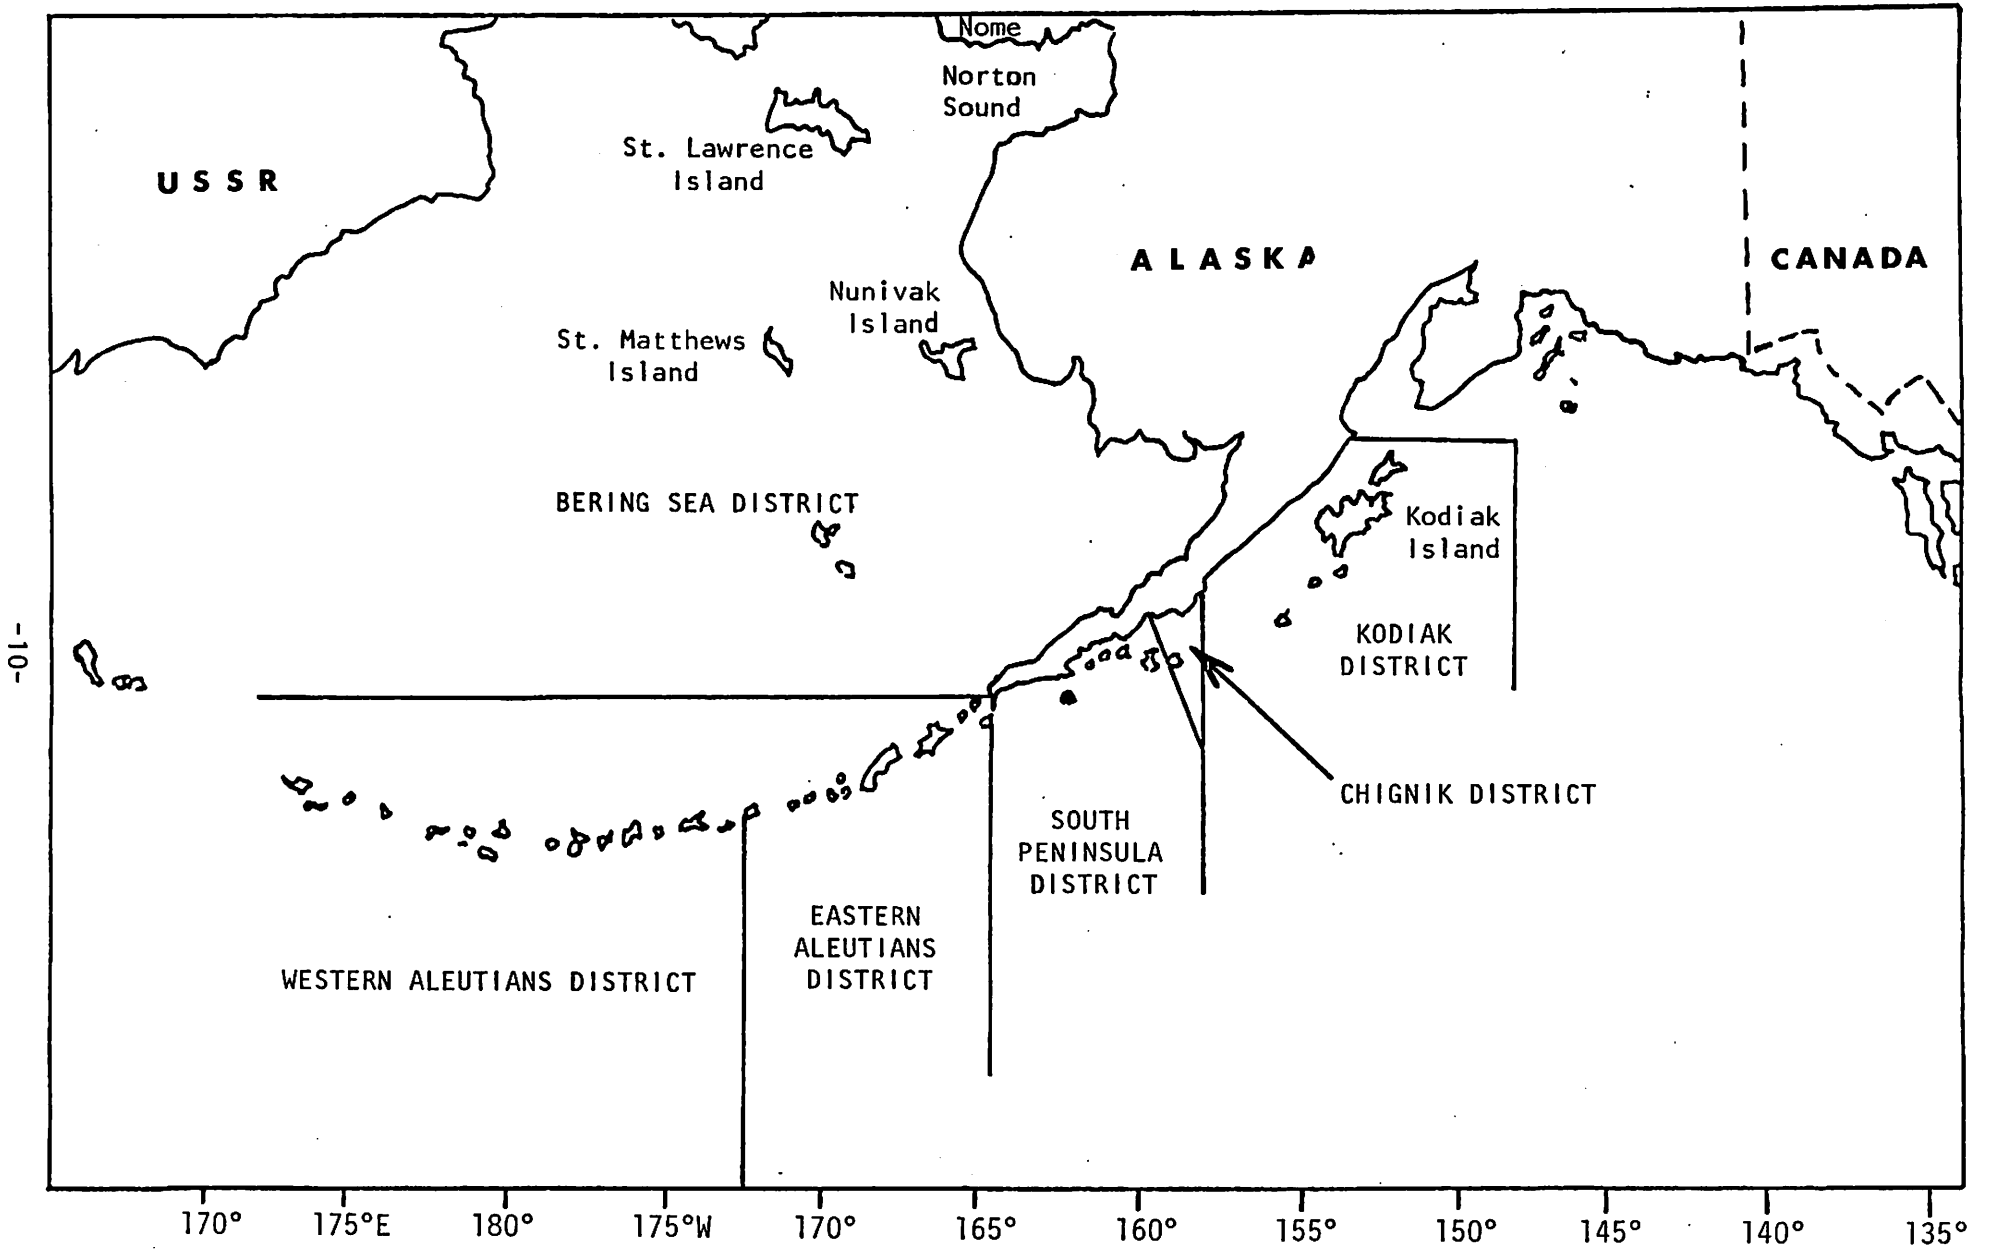 Nome
Norton
Sound
St. Lawrence
Island
USSR
ALASKA
CANADA
Nunivak
Island
St. Matthews
Island
BERING SEA DISTRICT
Kodiak
Island
KODIAK
DISTRICT
-10-
CHIGNIK DISTRICT
SOUTH
PENINSULA
DISTRICT
EASTERN
ALEUTIANS
DISTRICT
WESTERN ALEUTIANS DISTRICT
170° 175°E 180° 175°W 170° 165° 160° 155° 150° 145° 140° 135°